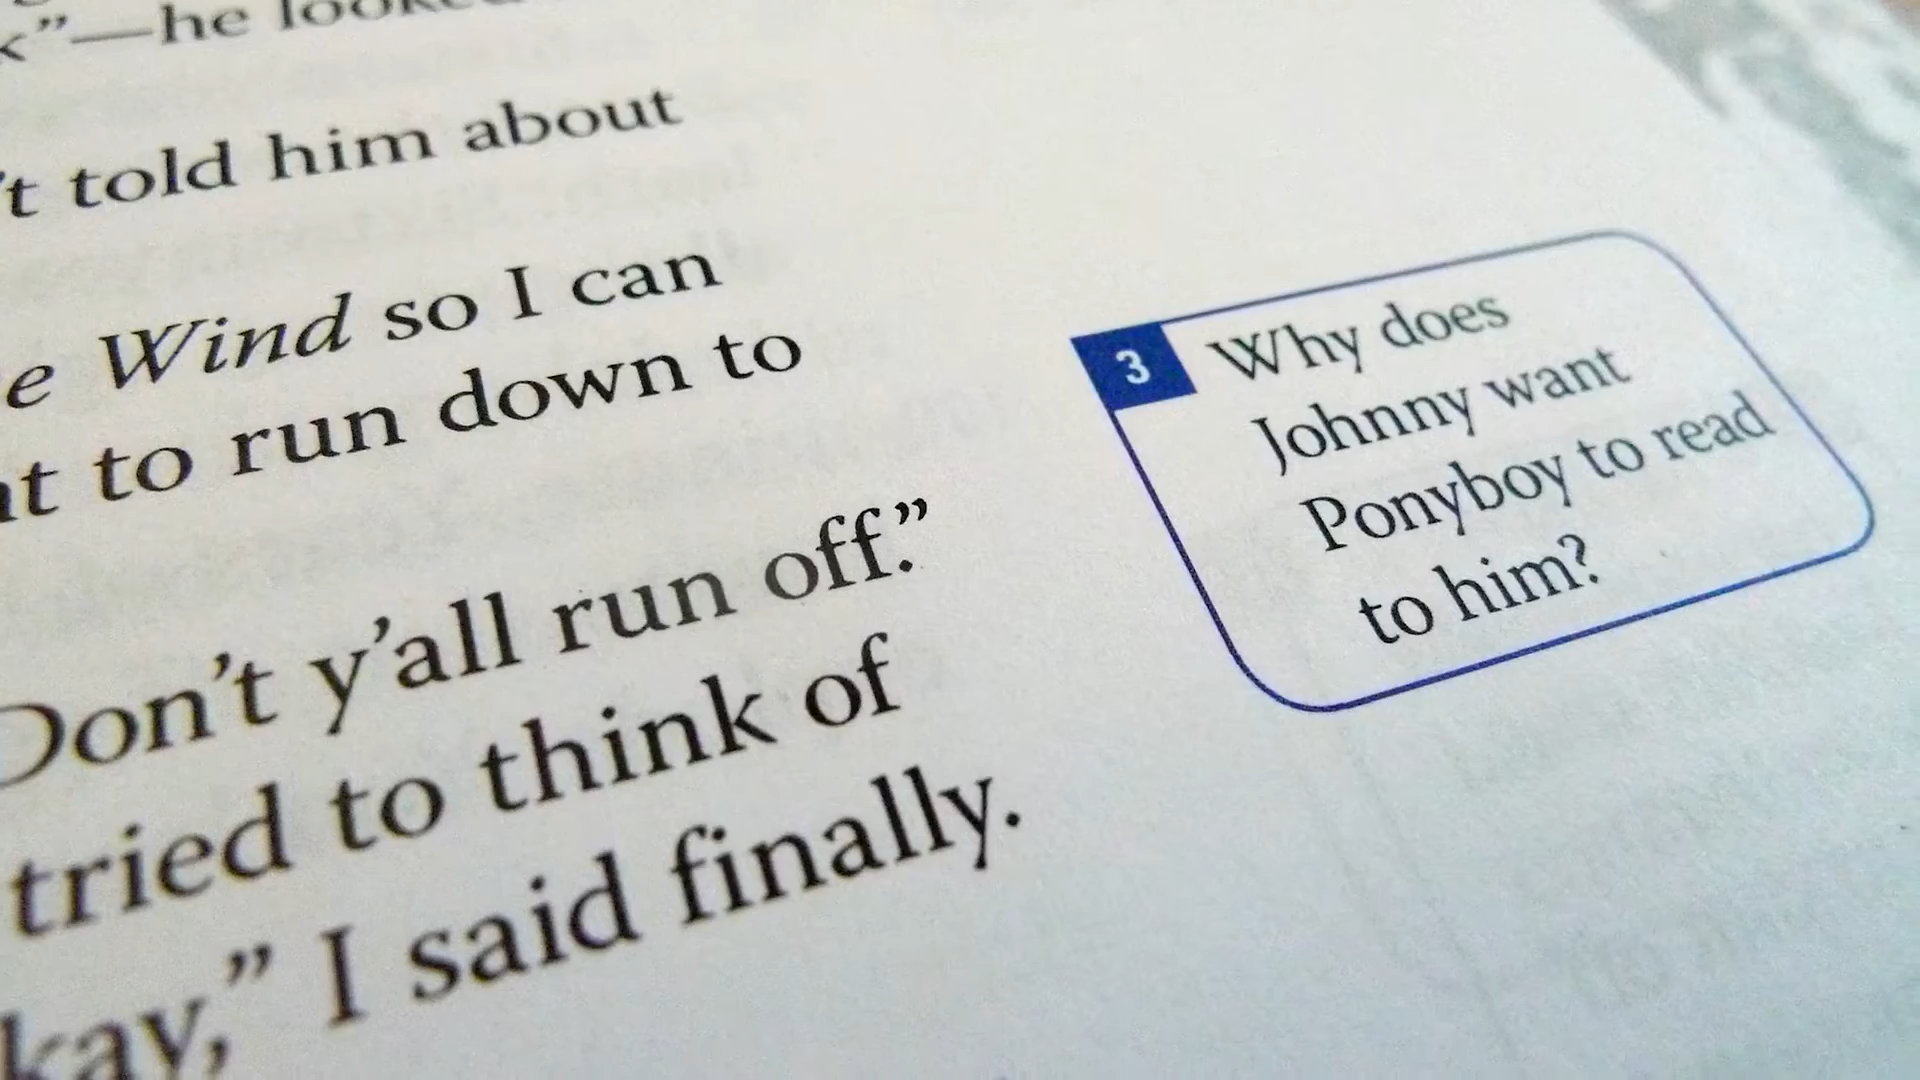 ”—he looked
’t told him about
e Wind so I can
t to run down to
Don’t y’all run off.”
tried to think of
kay,” I said finally.
3 Why does
Johnny want
Ponyboy to read
to him?